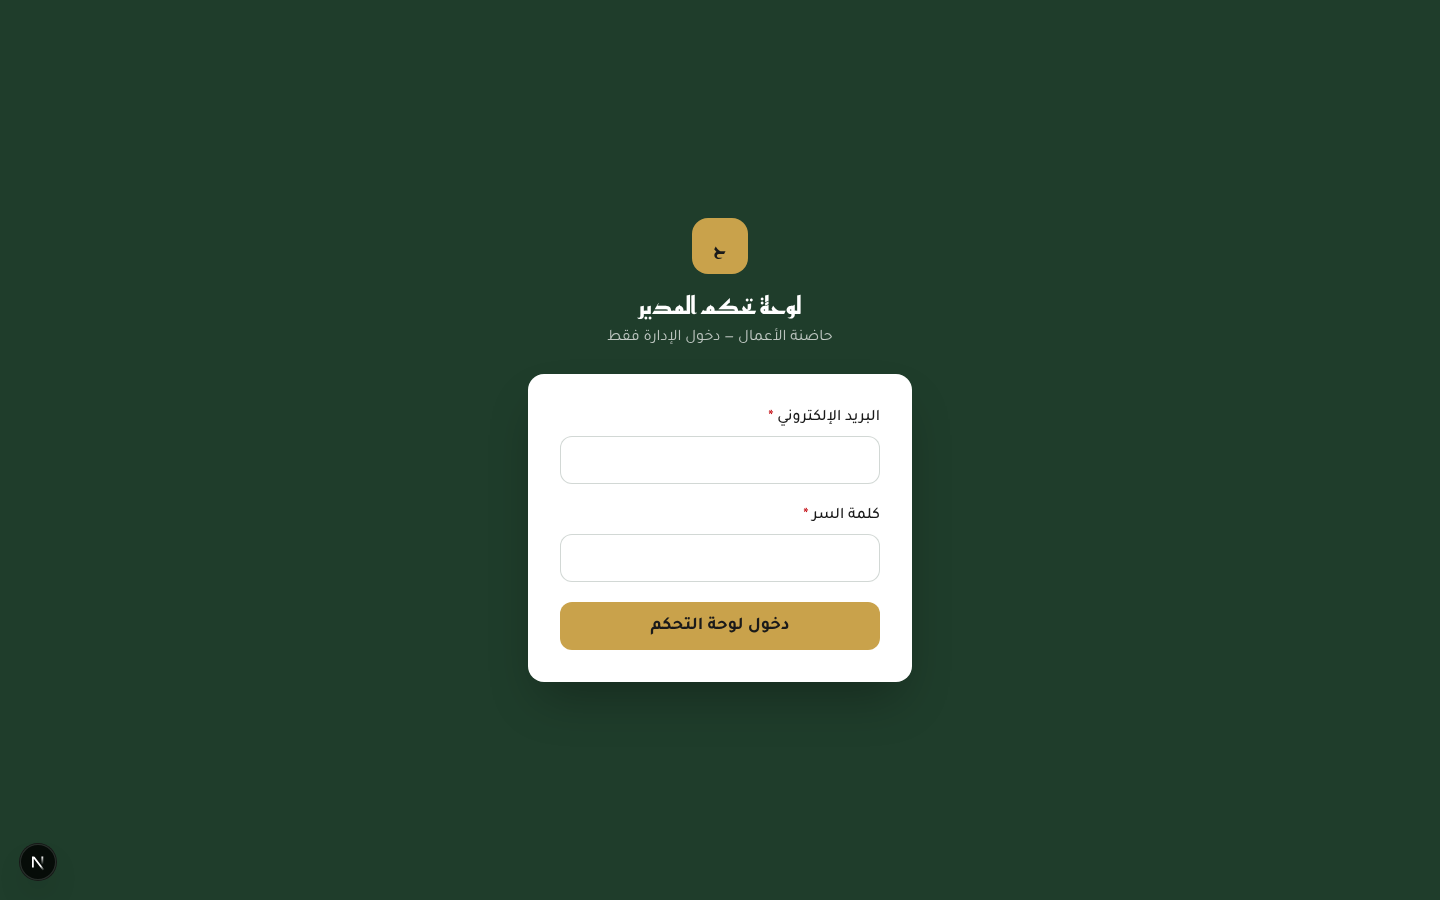 ح
لوحة تحكم المدير
حاضنة الأعمال – دخول الإدارة فقط
البريد الإلكتروني *
كلمة السر *
دخول لوحة التحكم
N